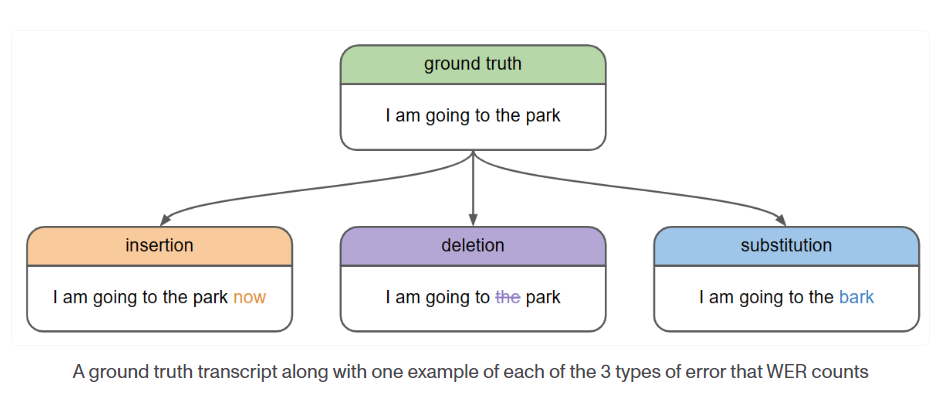 ground truth
I am going to the park
insertion
I am going to the park now
deletion
I am going to the park
substitution
I am going to the bark
A ground truth transcript along with one example of each of the 3 types of error that WER counts